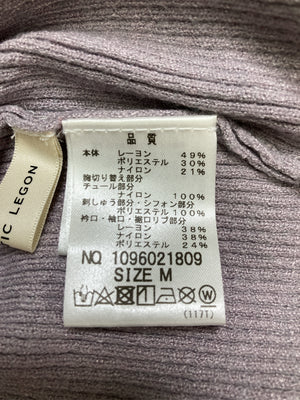 品質
本体 レーヨン 49%
ポリエステル 30%
ナイロン 21%
胸切り替え部分
チュール部分
ナイロン 100%
刺しゅう部分・シフォン部分
ポリエステル 100%
衿口・袖口・裾口リブ部分
レーヨン 38%
ナイロン 38%
ポリエステル 24%
NO 1096021809
SIZE M
W
(117T)
TIC LEGON